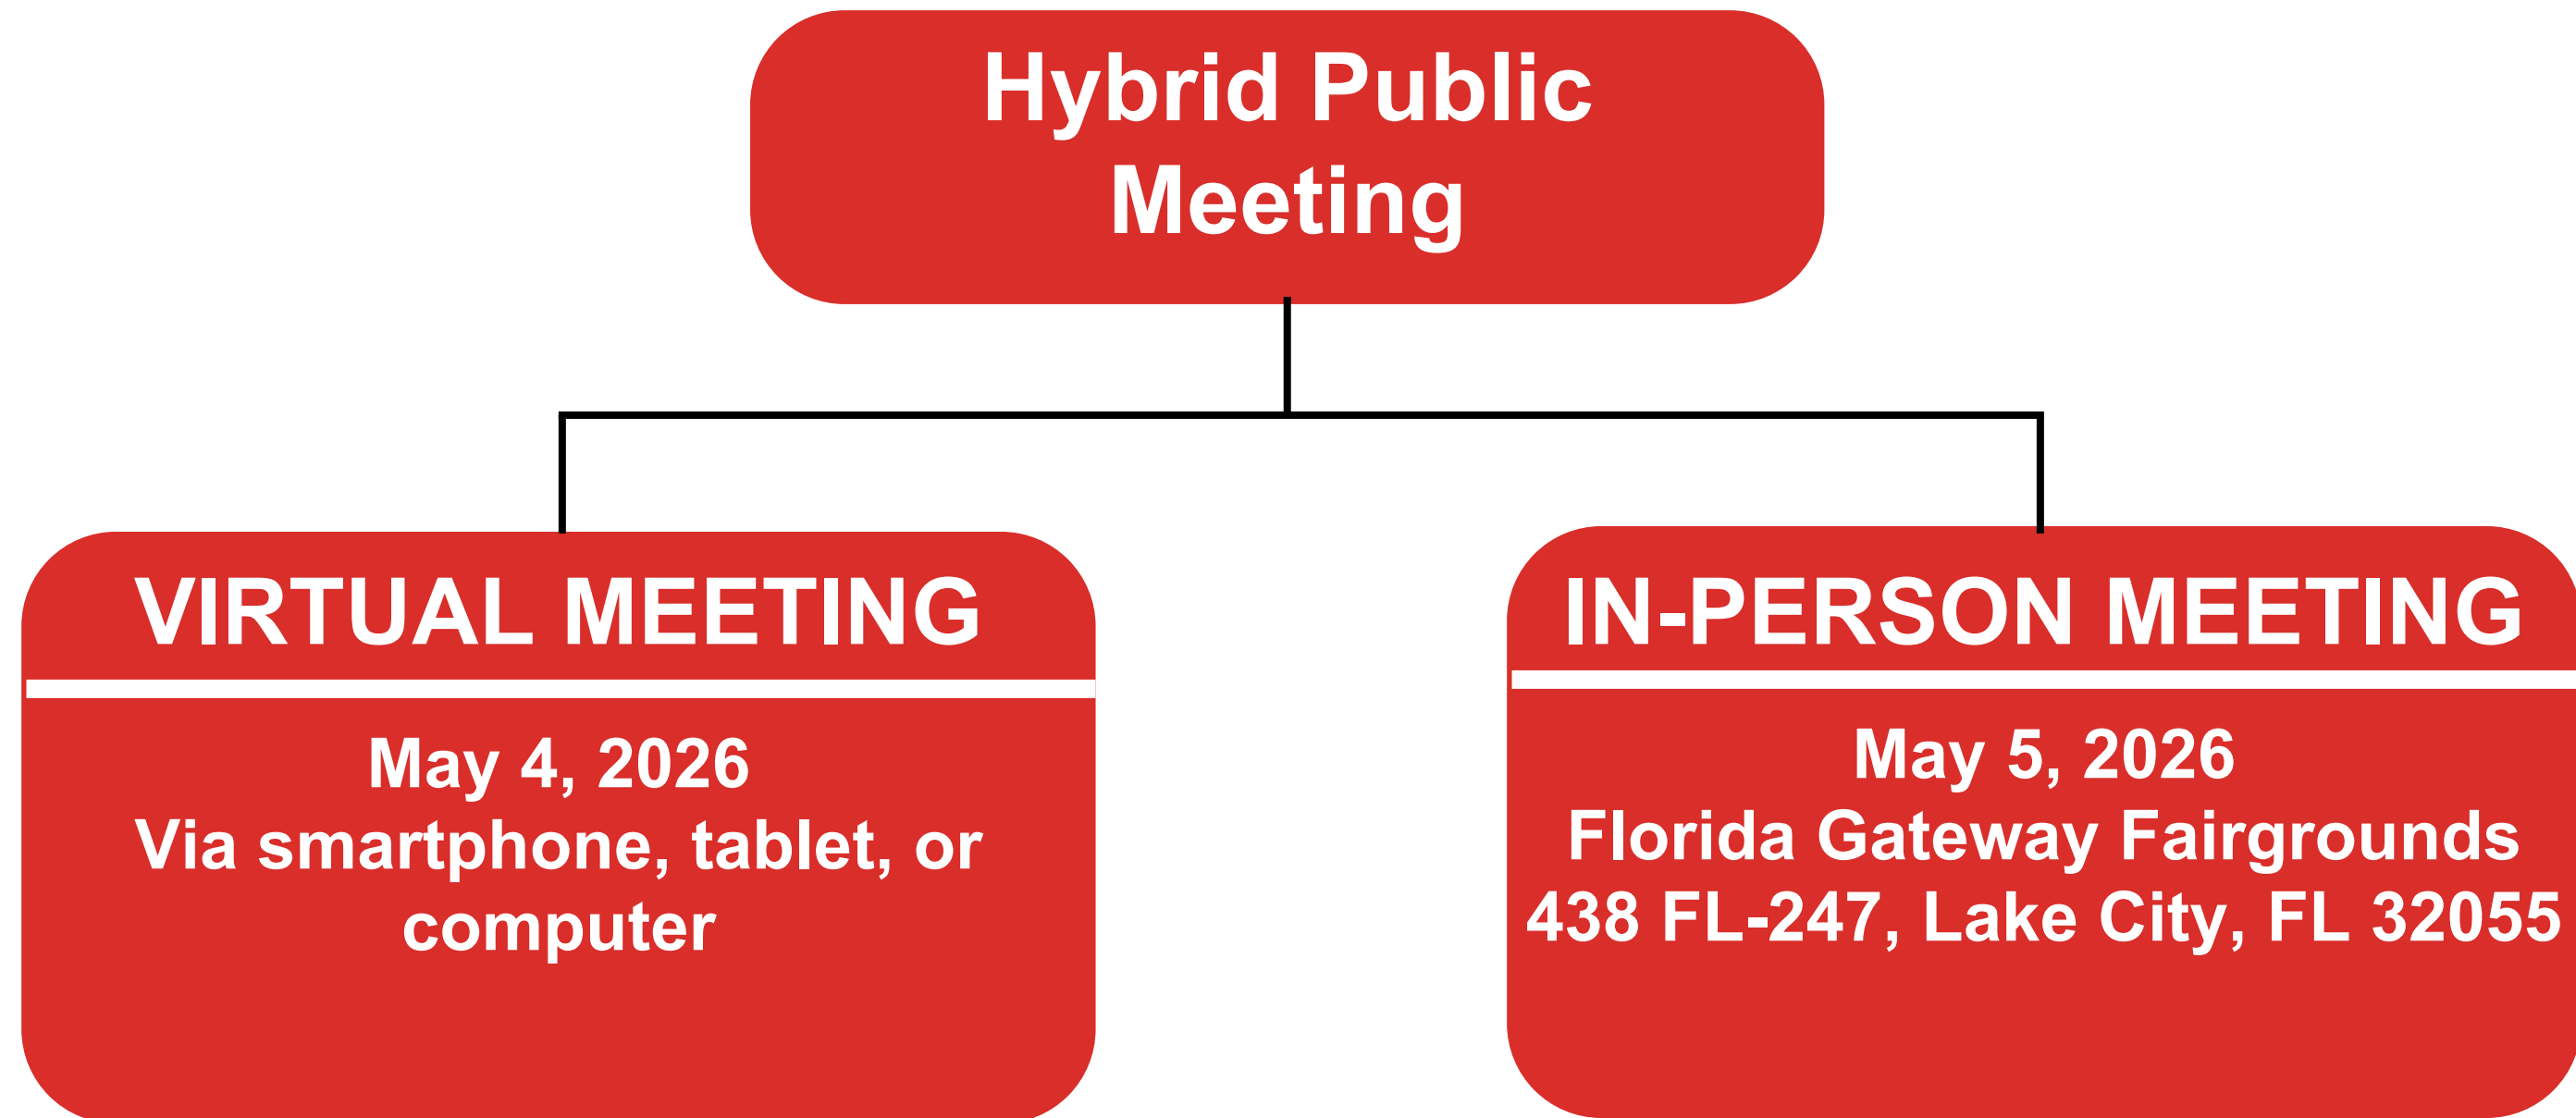 Hybrid Public
Meeting
VIRTUAL MEETING
May 4, 2026
Via smartphone, tablet, or
computer
IN-PERSON MEETING
May 5, 2026
Florida Gateway Fairgrounds
438 FL-247, Lake City, FL 32055